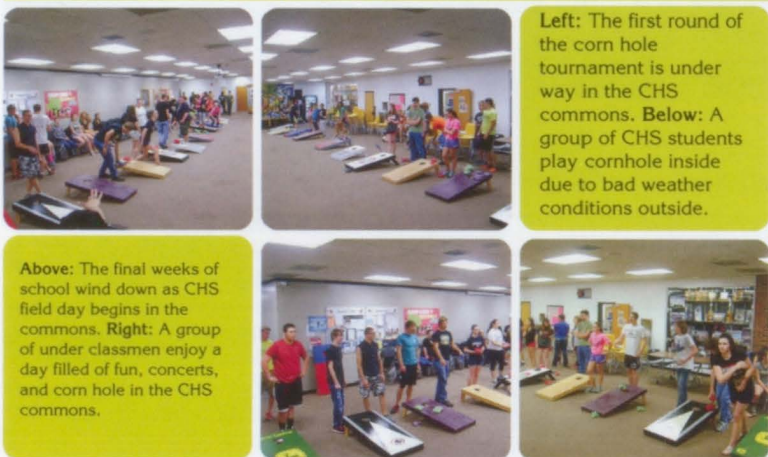 Left: The first round of
the corn hole
tournament is under
way in the CHS
commons. Below: A
group of CHS students
play cornhole inside
due to bad weather
conditions outside.
Above: The final weeks of
school wind down as CHS
field day begins in the
commons. Right: A group
of under classmen enjoy a
day filled of fun, concerts,
and corn hole in the CHS
commons.